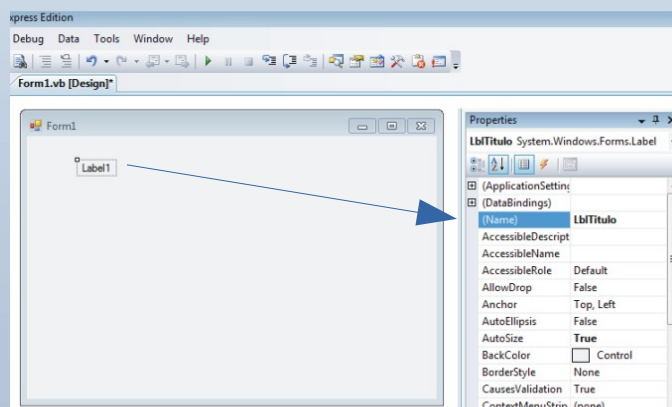 xpress Edition
Debug Data Tools Window Help
Form1.vb [Design]*
Form1
Label1
Properties
LblTitulo System.Windows.Forms.Label
(ApplicationSetting
(DataBindings)
(Name) LblTitulo
AccessibleDescript
AccessibleName
AccessibleRole Default
AllowDrop False
Anchor Top, Left
AutoEllipsis False
AutoSize True
BackColor Control
BorderStyle None
CausesValidation True
ContextMenuStrip (none)